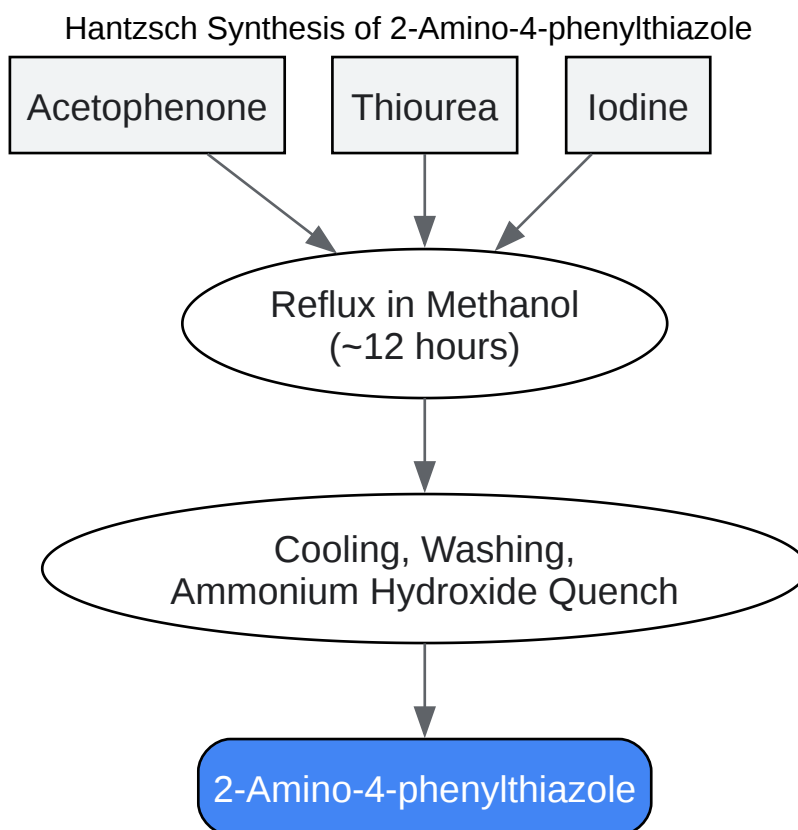 Hantzsch Synthesis of 2-Amino-4-phenylthiazole
Acetophenone
Thiourea
Iodine
Reflux in Methanol
(~12 hours)
Cooling, Washing,
Ammonium Hydroxide Quench
2-Amino-4-phenylthiazole